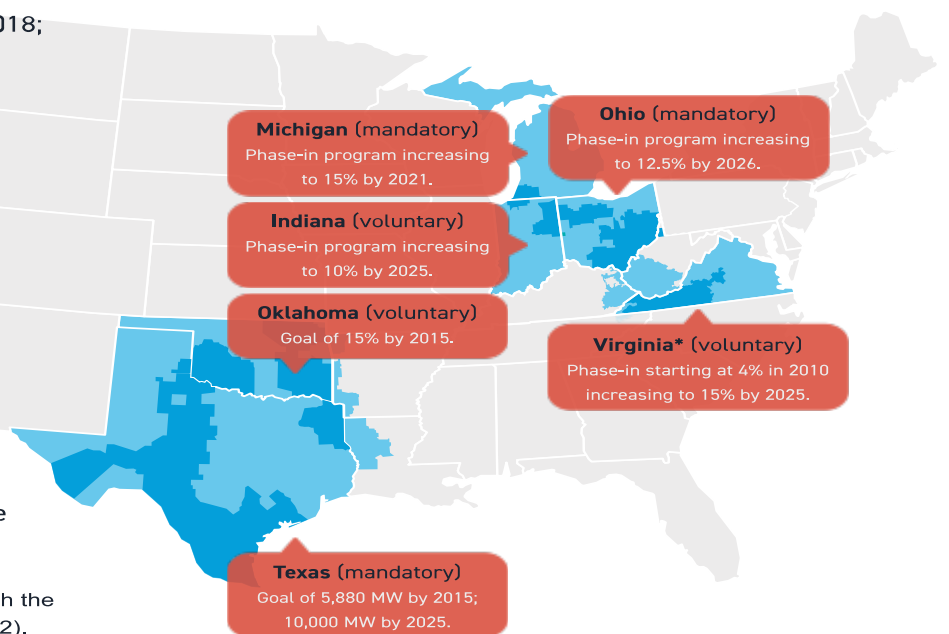 018;
Michigan (mandatory)
Phase-in program increasing
to 15% by 2021.
Ohio (mandatory)
Phase-in program increasing
to 12.5% by 2026.
Indiana (voluntary)
Phase-in program increasing
to 10% by 2025.
Oklahoma (voluntary)
Goal of 15% by 2015.
Virginia* (voluntary)
Phase-in starting at 4% in 2010
increasing to 15% by 2025.
e
Texas (mandatory)
Goal of 5,880 MW by 2015;
10,000 MW by 2025.
h the
2).